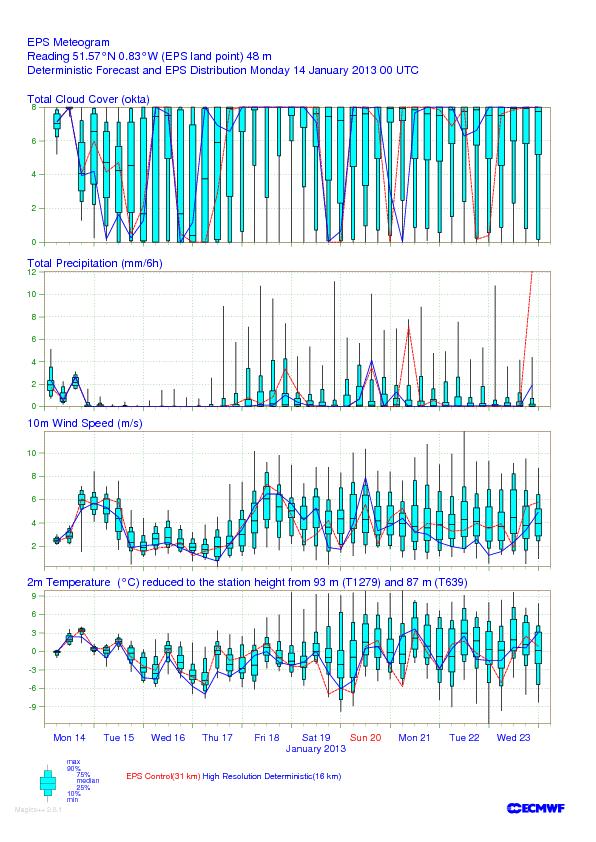 EPS Meteogram
Reading 51.57°N 0.83°W (EPS land point) 48 m
Deterministic Forecast and EPS Distribution Monday 14 January 2013 00 UTC
Total Cloud Cover (okta)
8
6
4
2
0
Total Precipitation (mm/6h)
12
10
8
6
4
2
0
10m Wind Speed (m/s)
10
8
6
4
2
2m Temperature (°C) reduced to the station height from 93 m (T1279) and 87 m (T639)
9
6
3
0
-3
-6
-9
Mon 14 Tue 15 Wed 16 Thu 17 Fri 18 Sat 19 Sun 20 Mon 21 Tue 22 Wed 23
January 2013
max
90%
75%
median
25%
10%
min
EPS Control(31 km) High Resolution Deterministic(16 km)
Magics++ 2.8.1
ECMWF